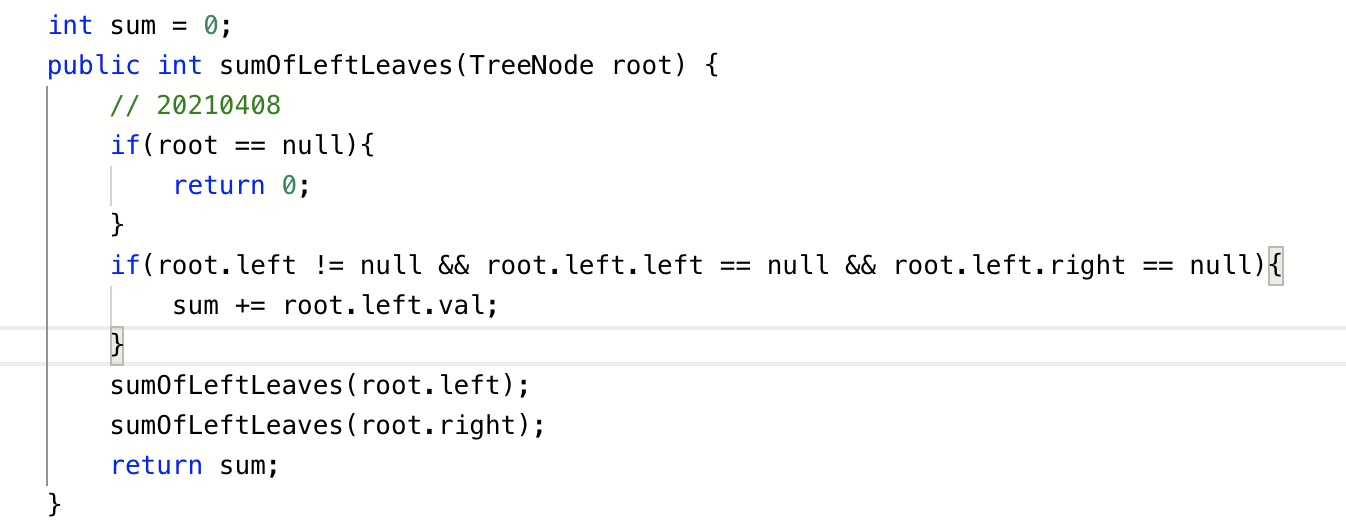 int sum = 0;
public int sumOfLeftLeaves(TreeNode root) {
    // 20210408
    if(root == null){
        return 0;
    }
    if(root.left != null && root.left.left == null && root.left.right == null){
        sum += root.left.val;
    }
    sumOfLeftLeaves(root.left);
    sumOfLeftLeaves(root.right);
    return sum;
}